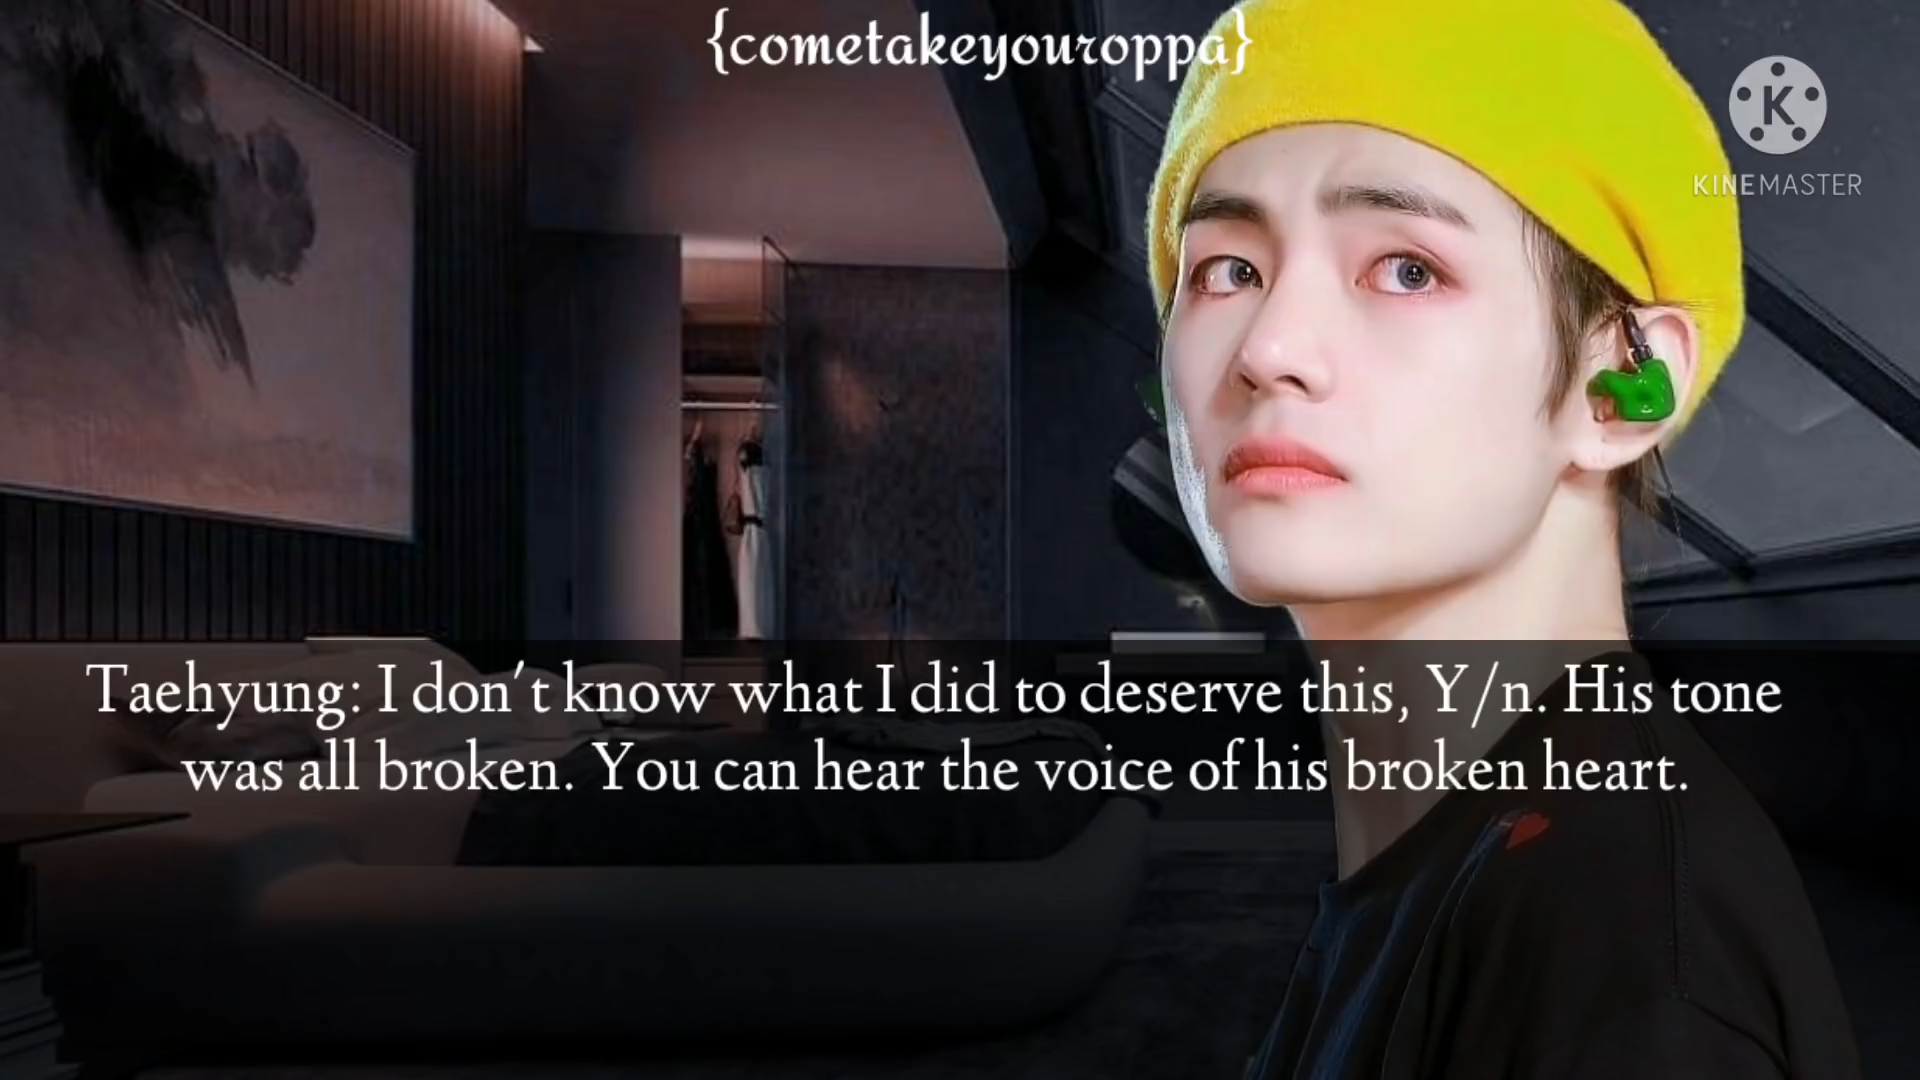 {cometakeyouroppa}
K
KINEMASTER
Taehyung: I don't know what I did to deserve this, Y/n. His tone
was all broken. You can hear the voice of his broken heart.